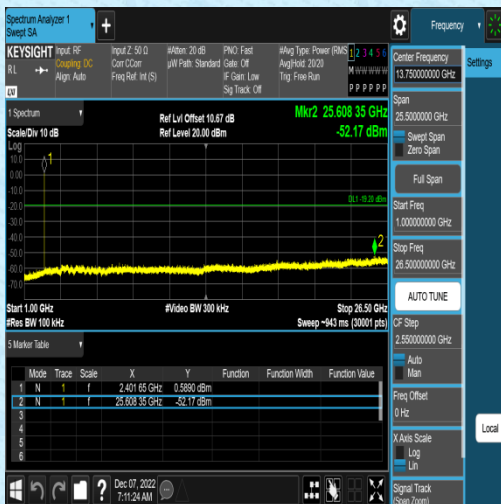 Spectrum Analyzer 1
Swept SA
Frequency
KEYSIGHT
RL
Input: RF
Coupling: DC
Align: Auto
Input Z: 50 Ω
Corr CCorr
Freq Ref: Int (S)
#Atten: 20 dB
µW Path: Standard
PNO: Fast
Gate: Off
IF Gain: Low
Sig Track: Off
#Avg Type: Power (RMS
Avg|Hold: 20/20
Trig: Free Run
1 2 3 4 5 6
M W W W W W
P P P P P P
LXI
1 Spectrum
Scale/Div 10 dB
Ref Lvl Offset 10.67 dB
Ref Level 20.00 dBm
Mkr2 25.608 35 GHz
-52.17 dBm
Log
10.0
0.00
-10.0
-20.0
-30.0
-40.0
-50.0
-60.0
-70.0
1
DL1 -19.20 dBm
2
Start 1.00 GHz
#Res BW 100 kHz
#Video BW 300 kHz
Stop 26.50 GHz
Sweep ~943 ms (30001 pts)
5 Marker Table
Mode Trace Scale X Y Function Function Width Function Value
1 N 1 f 2.401 65 GHz 0.5890 dBm
2 N 1 f 25.608 35 GHz -52.17 dBm
3
4
5
6
Dec 07, 2022
7:11:24 AM
Center Frequency
13.750000000 GHz
Settings
Span
25.5000000 GHz
Swept Span
Zero Span
Full Span
Start Freq
1.000000000 GHz
Stop Freq
26.500000000 GHz
AUTO TUNE
CF Step
2.550000000 GHz
Auto
Man
Freq Offset
0 Hz
Local
X Axis Scale
Log
Lin
Signal Track
(Span Zoom)